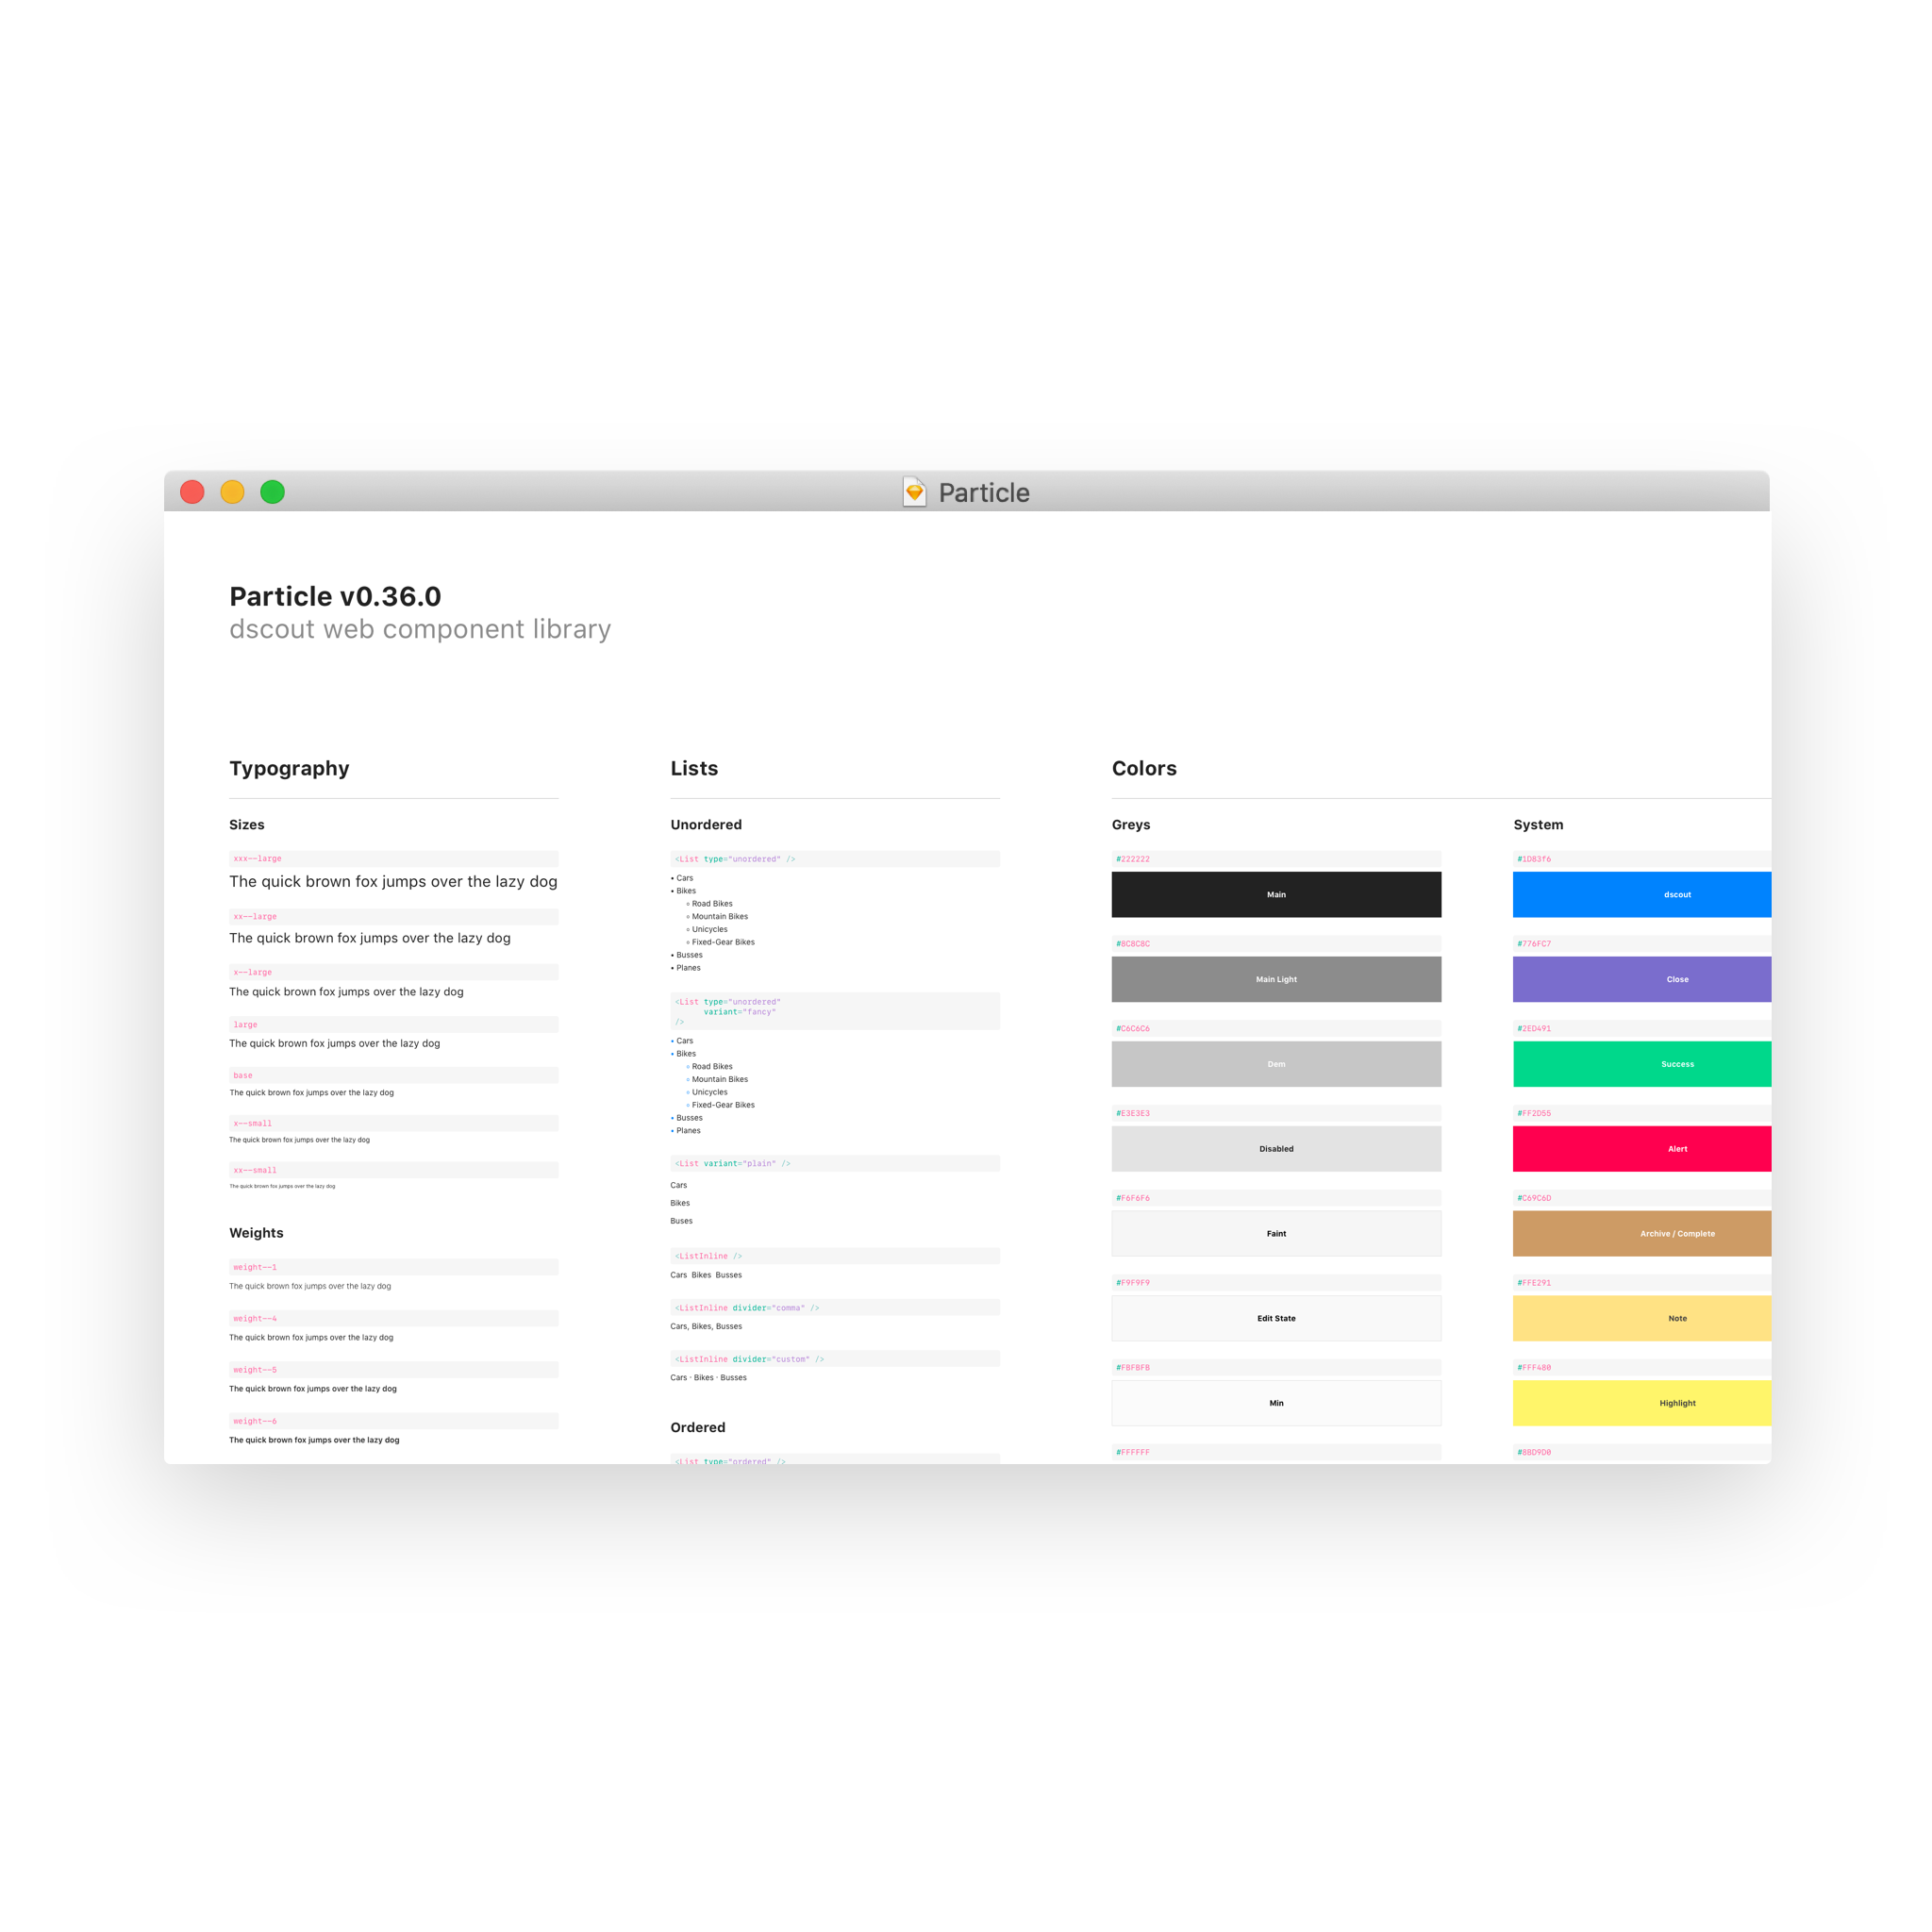 Particle
Particle v0.36.0
dscout web component library
Typography
Sizes
xxx--large
The quick brown fox jumps over the lazy dog
xx--large
The quick brown fox jumps over the lazy dog
x--large
The quick brown fox jumps over the lazy dog
large
The quick brown fox jumps over the lazy dog
base
The quick brown fox jumps over the lazy dog
x--small
The quick brown fox jumps over the lazy dog
xx--small
The quick brown fox jumps over the lazy dog
Weights
weight--1
The quick brown fox jumps over the lazy dog
weight--4
The quick brown fox jumps over the lazy dog
weight--5
The quick brown fox jumps over the lazy dog
weight--6
The quick brown fox jumps over the lazy dog
Lists
Unordered
<List type="unordered" />
• Cars
• Bikes
◦ Road Bikes
◦ Mountain Bikes
◦ Unicycles
◦ Fixed-Gear Bikes
• Busses
• Planes
<List type="unordered"
variant="fancy"
/>
• Cars
• Bikes
◦ Road Bikes
◦ Mountain Bikes
◦ Unicycles
◦ Fixed-Gear Bikes
• Busses
• Planes
<List variant="plain" />
Cars
Bikes
Buses
<ListInline />
Cars Bikes Busses
<ListInline divider="comma" />
Cars, Bikes, Busses
<ListInline divider="custom" />
Cars · Bikes · Busses
Ordered
<List type="ordered" />
Colors
Greys
#222222
Main
#8C8C8C
Main Light
#C6C6C6
Dem
#E3E3E3
Disabled
#F6F6F6
Faint
#F9F9F9
Edit State
#FBFBFB
Min
#FFFFFF
System
#1D83f6
dscout
#776FC7
Close
#2ED491
Success
#FF2D55
Alert
#C69C6D
Archive / Complete
#FFE291
Note
#FFF480
Highlight
#8BD9D0